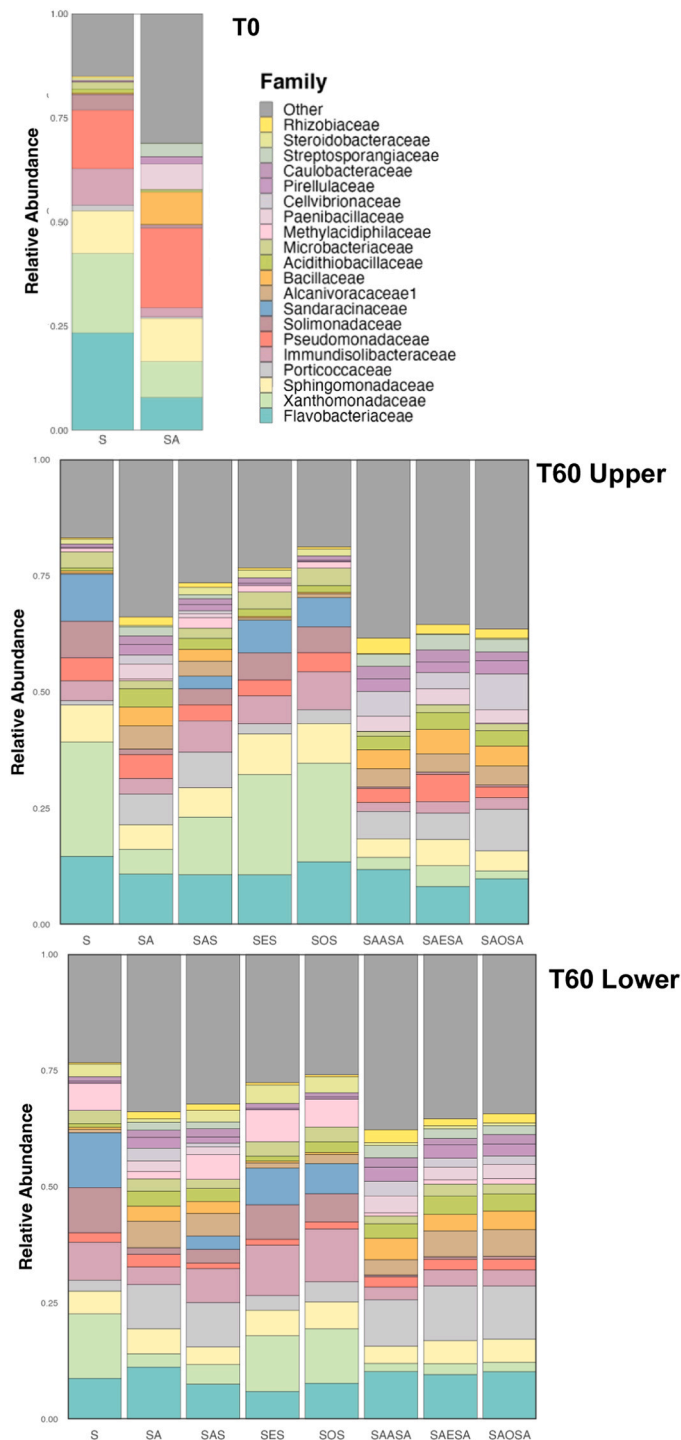 T0
1.00
0.75
0.50
0.25
0.00
Relative Abundance
S SA
Family
Other
Rhizobiaceae
Steroidobacteraceae
Streptosporangiaceae
Caulobacteraceae
Pirellulaceae
Cellvibrionaceae
Paenibacillaceae
Methylacidiphilaceae
Microbacteriaceae
Acidithiobacillaceae
Bacillaceae
Alcanivoracaceae1
Sandaracinaceae
Solimonadaceae
Pseudomonadaceae
Immundisolibacteraceae
Porticoccaceae
Sphingomonadaceae
Xanthomonadaceae
Flavobacteriaceae
T60 Upper
1.00
0.75
0.50
0.25
0.00
Relative Abundance
S SA SAS SES SOS SAASA SAESA SAOSA
T60 Lower
1.00
0.75
0.50
0.25
0.00
Relative Abundance
S SA SAS SES SOS SAASA SAESA SAOSA